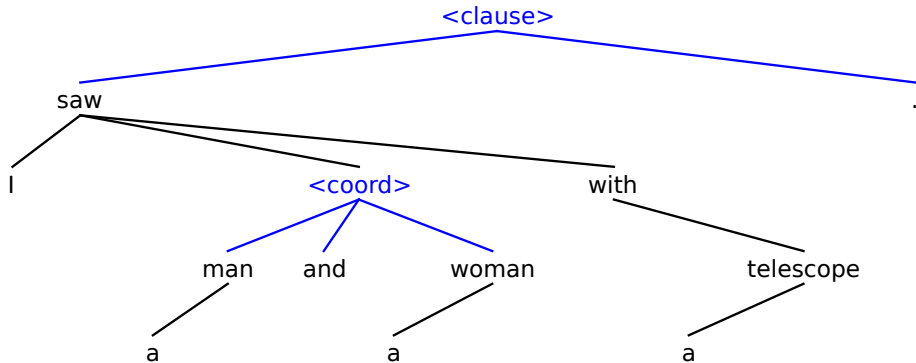 <clause>
saw .
I <coord> with
man and woman telescope
a a a